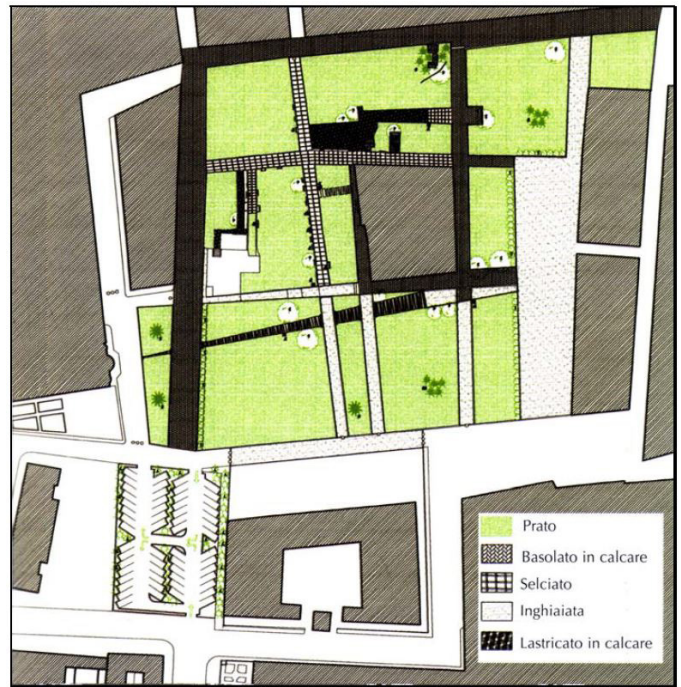 Prato
Basolato in calcare
Selciato
Inghiaiata
Lastricato in calcare